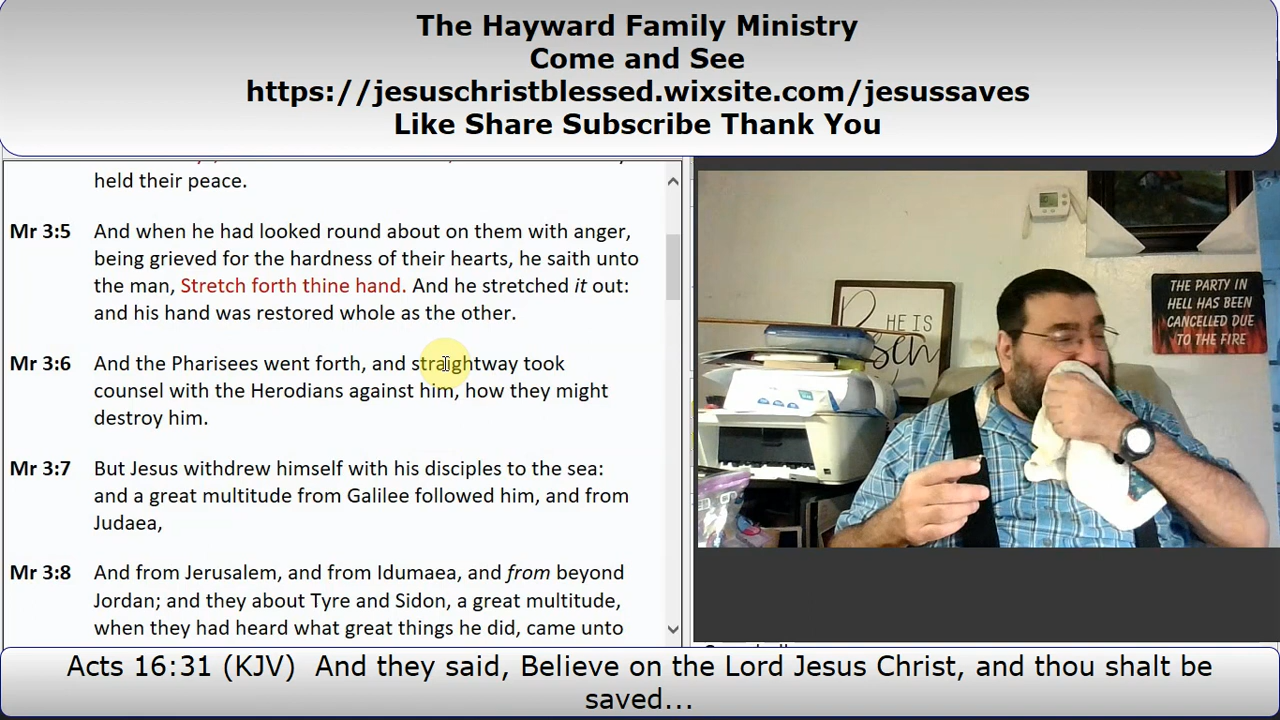 The Hayward Family Ministry
Come and See
https://jesuschristblessed.wixsite.com/jesussaves
Like Share Subscribe Thank You
held their peace.
Mr 3:5 And when he had looked round about on them with anger,
being grieved for the hardness of their hearts, he saith unto
the man, Stretch forth thine hand. And he stretched it out:
and his hand was restored whole as the other.
Mr 3:6 And the Pharisees went forth, and straightway took
counsel with the Herodians against him, how they might
destroy him.
Mr 3:7 But Jesus withdrew himself with his disciples to the sea:
and a great multitude from Galilee followed him, and from
Judaea,
Mr 3:8 And from Jerusalem, and from Idumaea, and from beyond
Jordan; and they about Tyre and Sidon, a great multitude,
when they had heard what great things he did, came unto
HE IS
THE PARTY IN
HELL HAS BEEN
CANCELLED DUE
TO THE FIRE
Acts 16:31 (KJV) And they said, Believe on the Lord Jesus Christ, and thou shalt be
saved...